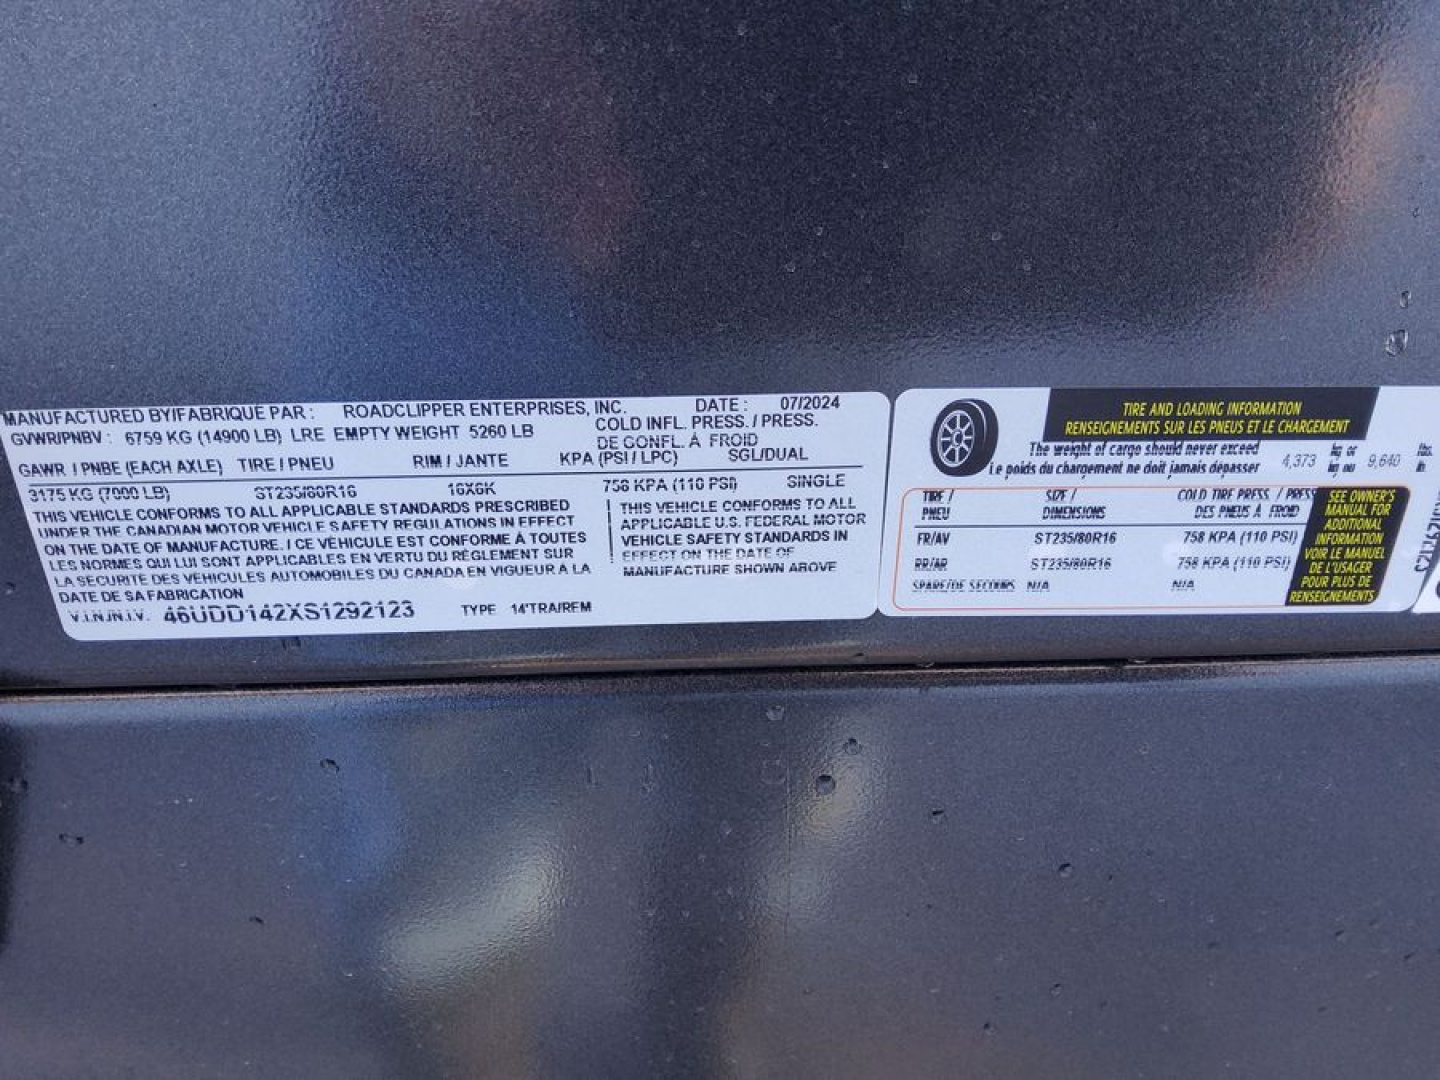 MANUFACTURED BY/FABRIQUE PAR : ROADCLIPPER ENTERPRISES, INC. DATE : 07/2024
GVWR/PNBV : 6759 KG (14900 LB) LRE EMPTY WEIGHT 5260 LB COLD INFL. PRESS. / PRESS.
DE GONFL. À FROID
GAWR / PNBE (EACH AXLE) TIRE / PNEU RIM / JANTE KPA (PSI / LPC) SGL/DUAL
3175 KG (7000 LB) ST235/80R16 16X6K 758 KPA (110 PSI) SINGLE
THIS VEHICLE CONFORMS TO ALL APPLICABLE STANDARDS PRESCRIBED
UNDER THE CANADIAN MOTOR VEHICLE SAFETY REGULATIONS IN EFFECT
ON THE DATE OF MANUFACTURE. / CE VÉHICULE EST CONFORME À TOUTES
LES NORMES QUI LUI SONT APPLICABLES EN VERTU DU RÈGLEMENT SUR
LA SÉCURITÉ DES VÉHICULES AUTOMOBILES DU CANADA EN VIGUEUR A LA
DATE DE SA FABRICATION
THIS VEHICLE CONFORMS TO ALL
APPLICABLE U.S. FEDERAL MOTOR
VEHICLE SAFETY STANDARDS IN
EFFECT ON THE DATE OF
MANUFACTURE SHOWN ABOVE
V.I.N./N.I.V. 46UDD142XS1292123 TYPE 14'TRA/REM
TIRE AND LOADING INFORMATION
RENSEIGNEMENTS SUR LES PNEUS ET LE CHARGEMENT
The weight of cargo should never exceed
Le poids du chargement ne doit jamais dépasser
4,373 kg or
kg ou 9,640 lbs.
lb
TIRE / SIZE / COLD TIRE PRESS. / PRESS
PNEU DIMENSIONS DES PNEUS À FROID
FR/AV ST235/80R16 758 KPA (110 PSI)
RR/AR ST235/80R16 758 KPA (110 PSI)
SPARE/DE SECOURS N/A N/A
SEE OWNER'S
MANUAL FOR
ADDITIONAL
INFORMATION
VOIR LE MANUEL
DE L'USAGER
POUR PLUS DE
RENSEIGNEMENTS